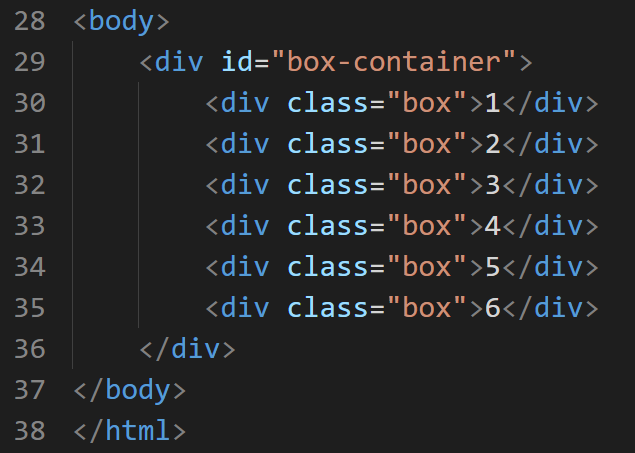 28 <body>
29     <div id="box-container">
30         <div class="box">1</div>
31         <div class="box">2</div>
32         <div class="box">3</div>
33         <div class="box">4</div>
34         <div class="box">5</div>
35         <div class="box">6</div>
36     </div>
37 </body>
38 </html>